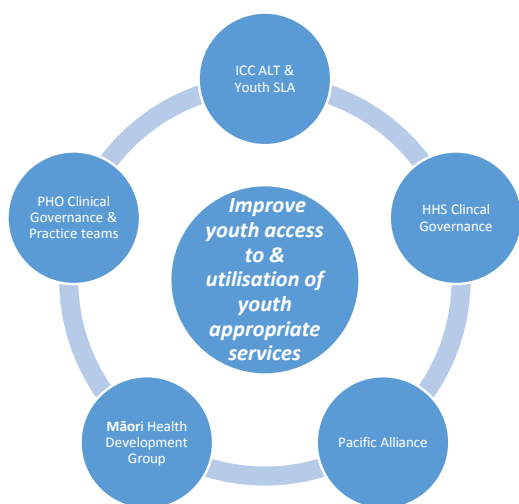 ICC ALT &
Youth SLA
PHO Clinical
Governance &
Practice teams
HHS Clincal
Governance
Improve
youth access
to &
utilisation of
youth
appropriate
services
Māori Health
Development
Group
Pacific Alliance